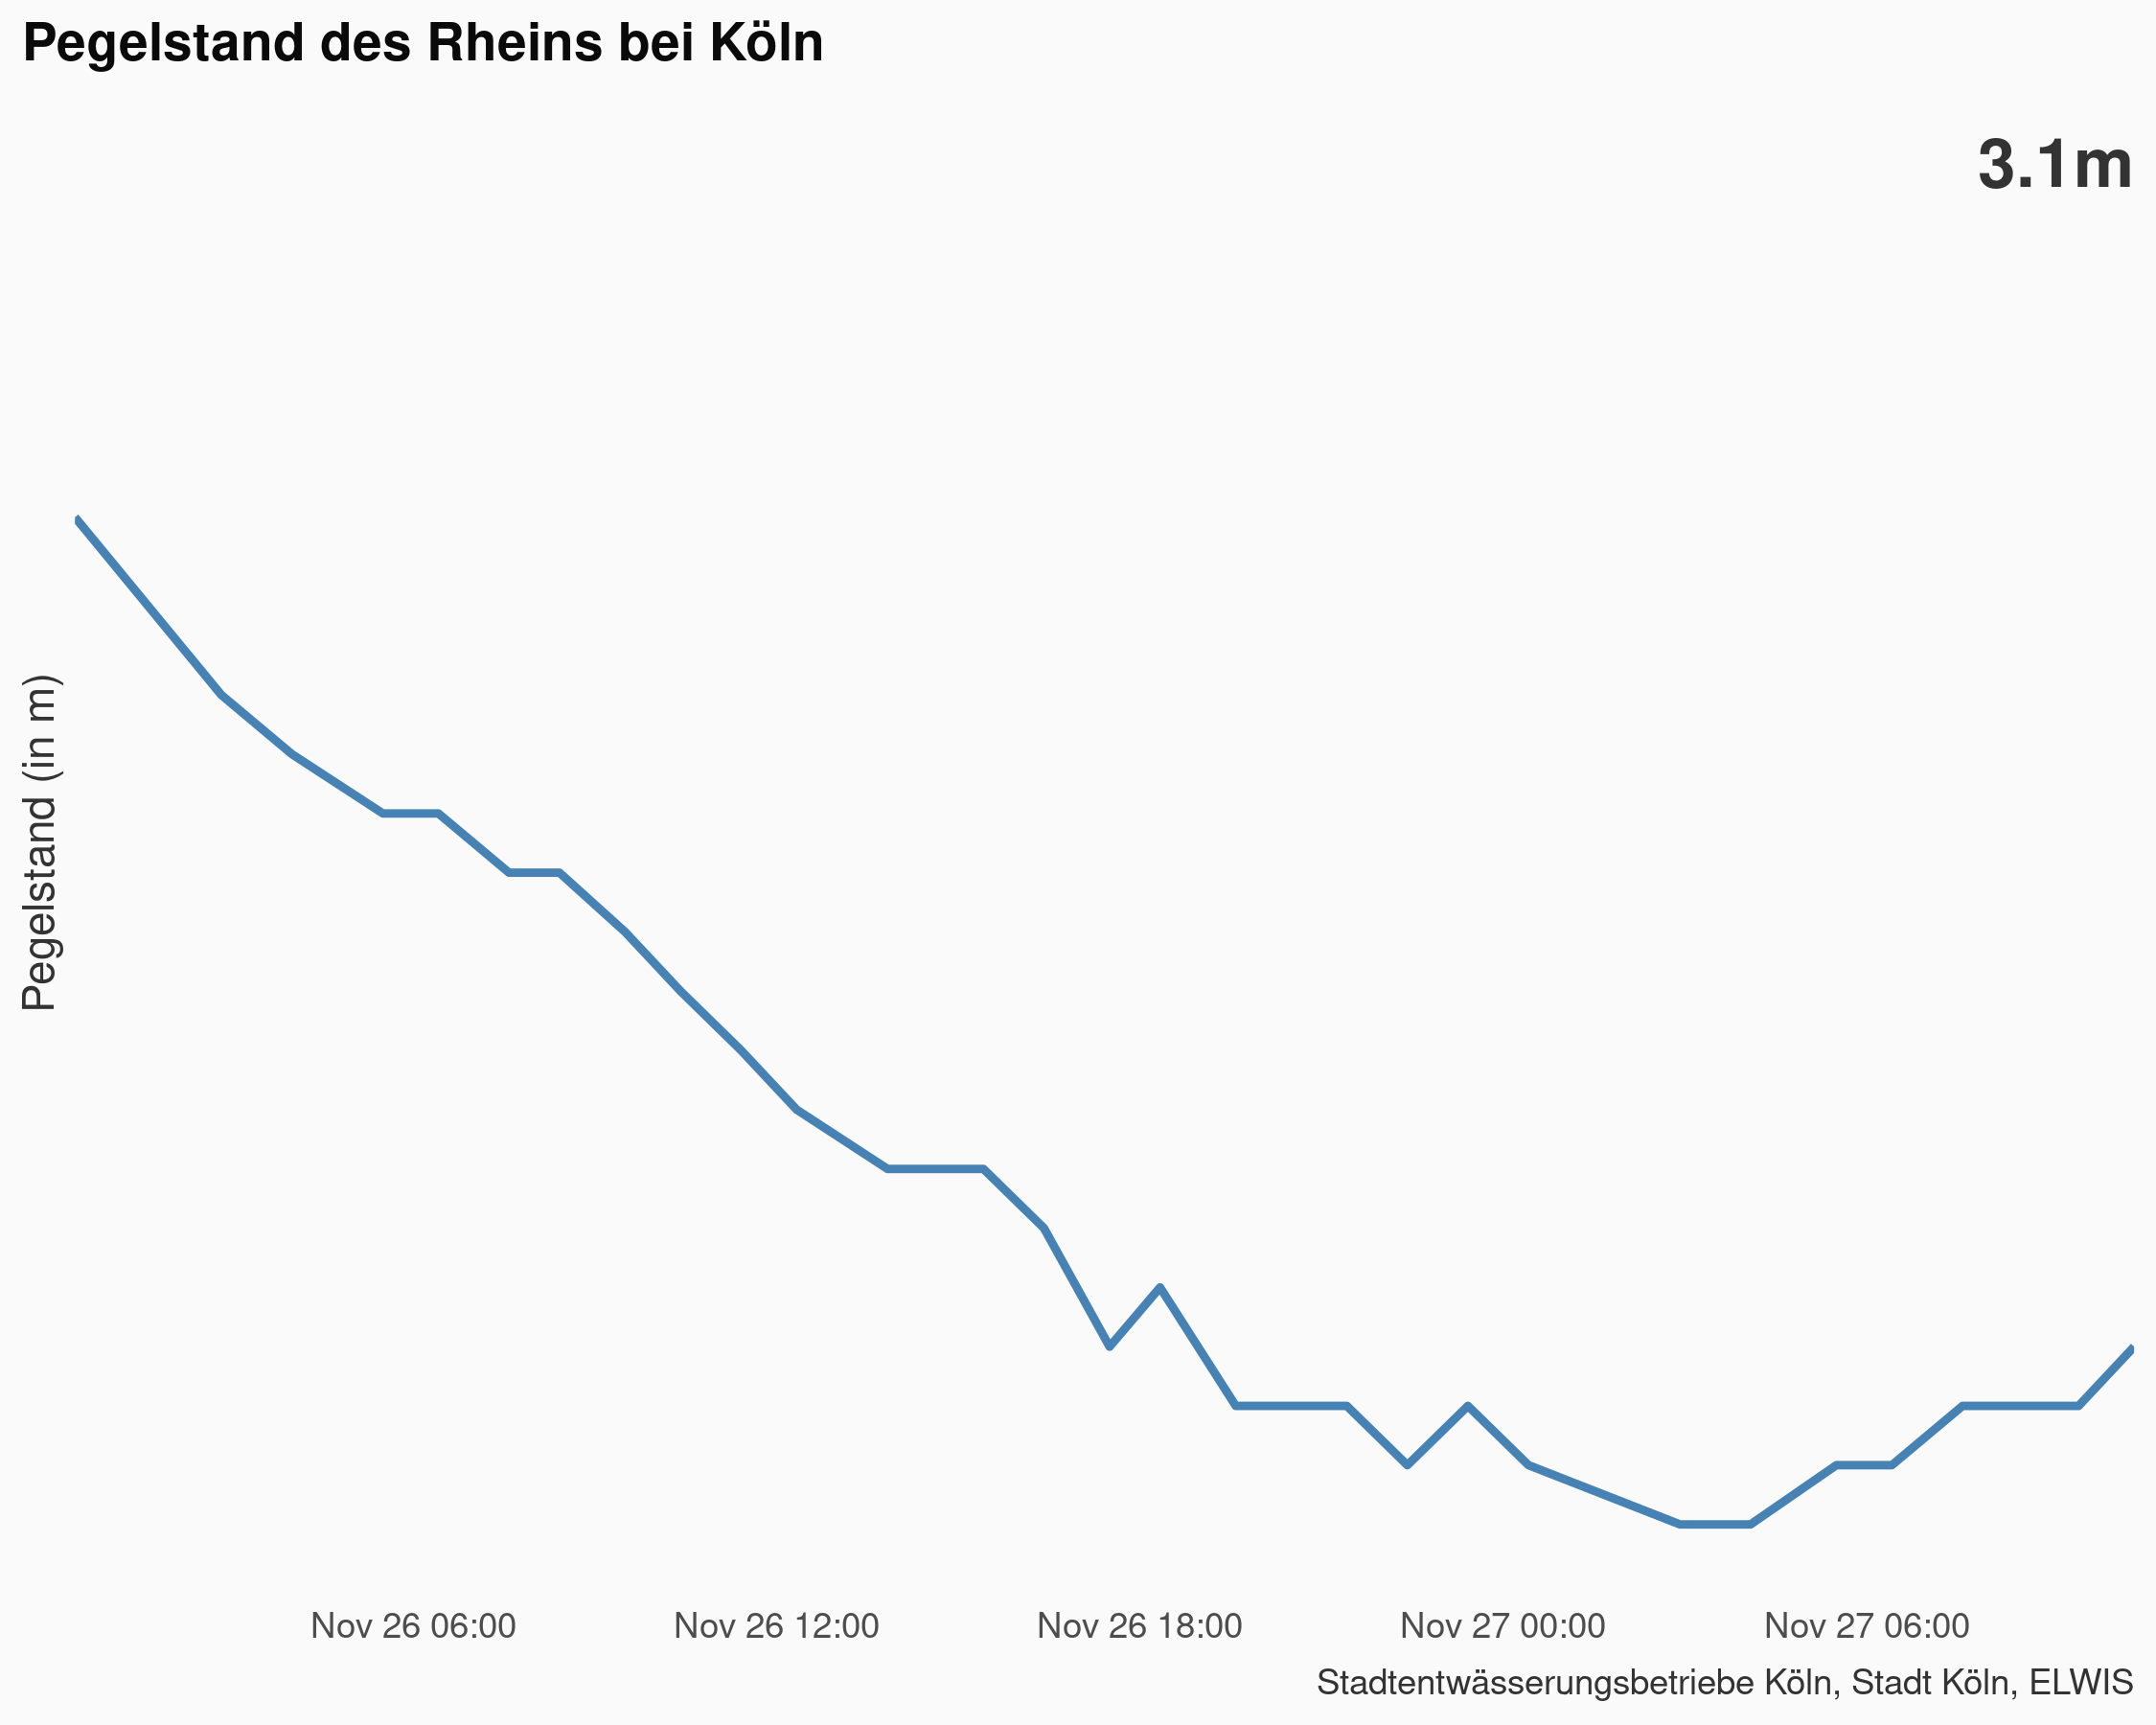 Pegelstand des Rheins bei Köln
3.1m
Pegelstand (in m)
Nov 26 06:00
Nov 26 12:00
Nov 26 18:00
Nov 27 00:00
Nov 27 06:00
Stadtentwässerungsbetriebe Köln, Stadt Köln, ELWIS